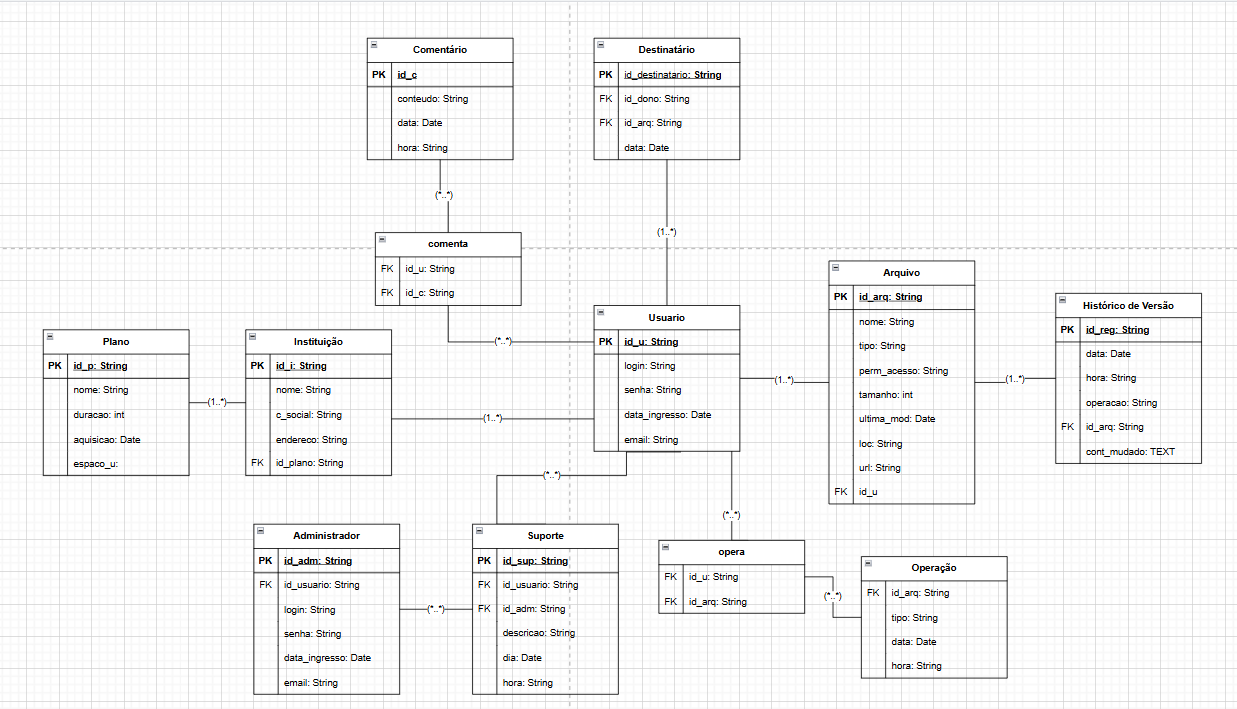 Comentário
PK id_c
conteudo: String
data: Date
hora: String
Destinatário
PK id_destinatario: String
FK id_dono: String
FK id_arq: String
data: Date
(*..*)
(1..*)
comenta
FK id_u: String
FK id_c: String
(*..*)
Usuario
PK id_u: String
login: String
senha: String
data_ingresso: Date
email: String
Arquivo
PK id_arq: String
nome: String
tipo: String
perm_acesso: String
tamanho: int
ultima_mod: Date
loc: String
url: String
FK id_u
(1..*)
(1..*)
Histórico de Versão
PK id_reg: String
data: Date
hora: String
operacao: String
FK id_arq: String
cont_mudado: TEXT
Plano
PK id_p: String
nome: String
duracao: int
aquisicao: Date
espaco_u:
(1..*)
Instituição
PK id_i: String
nome: String
c_social: String
endereco: String
FK id_plano: String
(1..*)
(*..*)
(*..*)
Administrador
PK id_adm: String
FK id_usuario: String
login: String
senha: String
data_ingresso: Date
email: String
(*..*)
Suporte
PK id_sup: String
FK id_usuario: String
FK id_adm: String
descricao: String
dia: Date
hora: String
opera
FK id_u: String
FK id_arq: String
(*..*)
Operação
FK id_arq: String
tipo: String
data: Date
hora: String